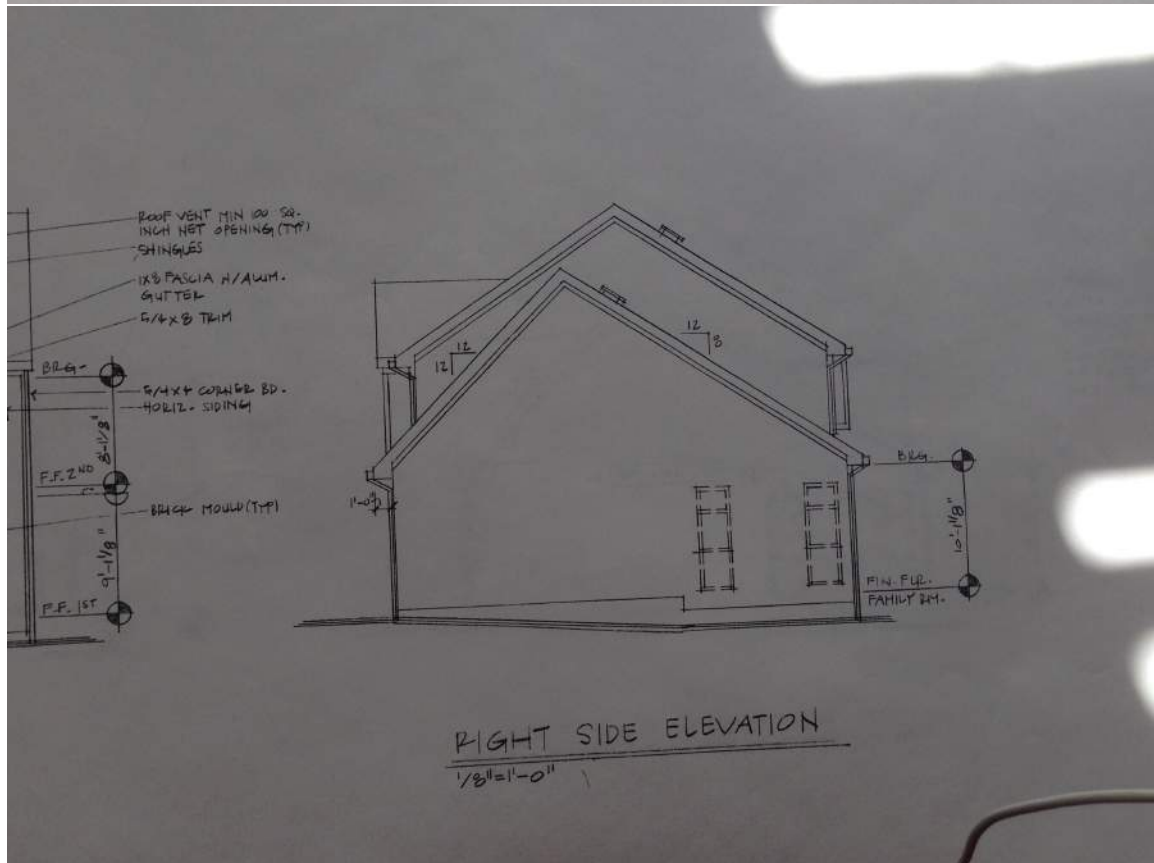 ROOF VENT MIN 100 SQ.
INCH NET OPENING (TYP)
SHINGLES
1X8 FASCIA W/ALUM.
GUTTER
5/4X8 TRIM
BRG.
5/4X4 CORNER BD.
HORIZ. SIDING
8'-1 1/8"
F.F. 2ND
BRICK MOULD (TYP)
9'-1 1/8"
F.F. 1ST
12
12
12
8
1'-0"
BRG.
10'-1 1/8"
FIN. FLR.
FAMILY RM.
RIGHT SIDE ELEVATION
1/8"=1'-0"